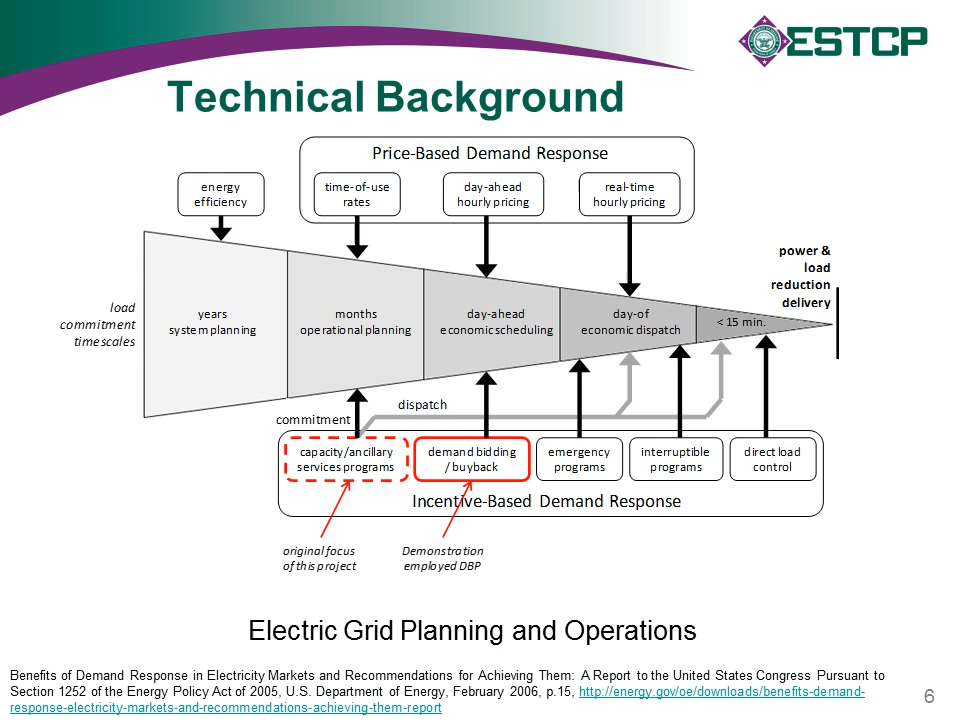 ESTCP
Technical Background
Price-Based Demand Response
energy
efficiency
time-of-use
rates
day-ahead
hourly pricing
real-time
hourly pricing
power &
load
reduction
delivery
load
commitment
timescales
years
system planning
months
operational planning
day-ahead
economic scheduling
day-of
economic dispatch
< 15 min.
commitment
dispatch
capacity/ancillary
services programs
demand bidding
/ buyback
emergency
programs
interruptible
programs
direct load
control
Incentive-Based Demand Response
original focus
of this project
Demonstration
employed DBP
Electric Grid Planning and Operations
Benefits of Demand Response in Electricity Markets and Recommendations for Achieving Them: A Report to the United States Congress Pursuant to
Section 1252 of the Energy Policy Act of 2005, U.S. Department of Energy, February 2006, p.15, http://energy.gov/oe/downloads/benefits-demand-
response-electricity-markets-and-recommendations-achieving-them-report
6